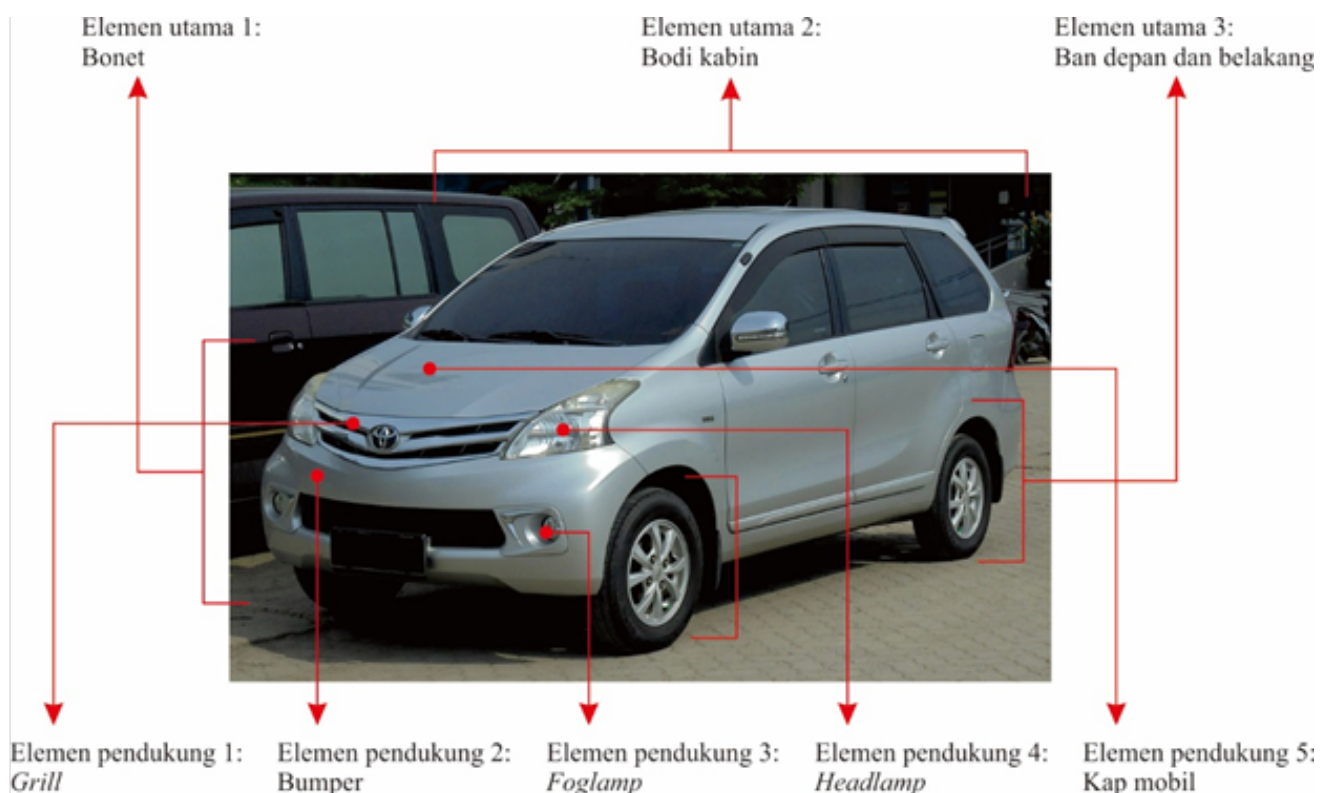 Elemen utama 1:
Bonet
Elemen utama 2:
Bodi kabin
Elemen utama 3:
Ban depan dan belakang
Elemen pendukung 1:
Grill
Elemen pendukung 2:
Bumper
Elemen pendukung 3:
Foglamp
Elemen pendukung 4:
Headlamp
Elemen pendukung 5:
Kap mobil